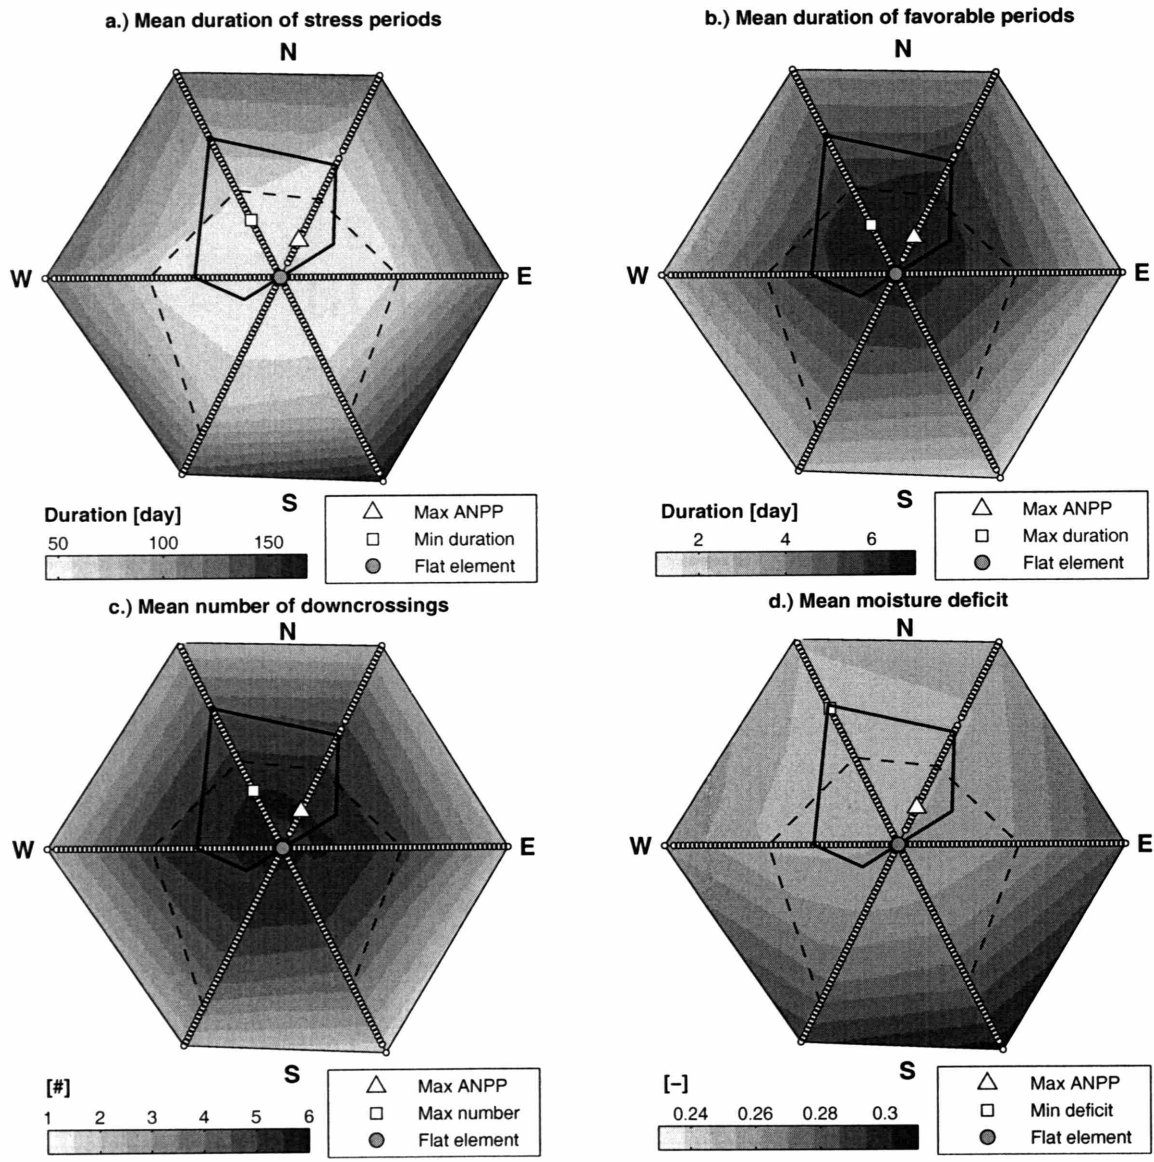 a.) Mean duration of stress periods
N
W
E
S
Duration [day]
50 100 150
Max ANPP
Min duration
Flat element
b.) Mean duration of favorable periods
N
W
E
S
Duration [day]
2 4 6
Max ANPP
Max duration
Flat element
c.) Mean number of downcrossings
N
W
E
S
[#]
1 2 3 4 5 6
Max ANPP
Max number
Flat element
d.) Mean moisture deficit
N
W
E
S
[–]
0.24 0.26 0.28 0.3
Max ANPP
Min deficit
Flat element